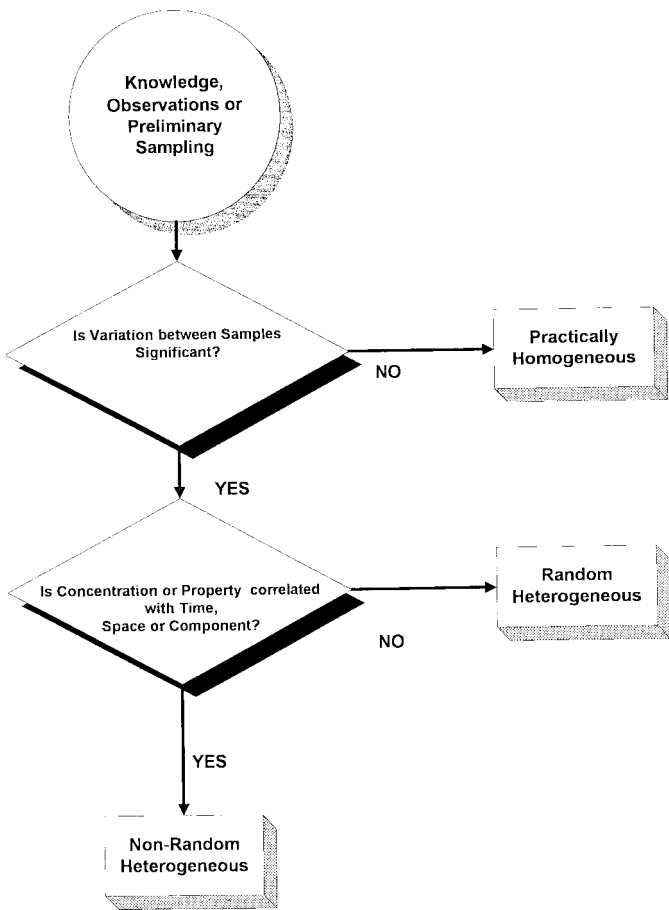 Knowledge,
Observations or
Preliminary
Sampling
Is Variation between Samples
Significant?
NO
Practically
Homogeneous
YES
Is Concentration or Property correlated
with Time,
Space or Component?
NO
Random
Heterogeneous
YES
Non-Random
Heterogeneous